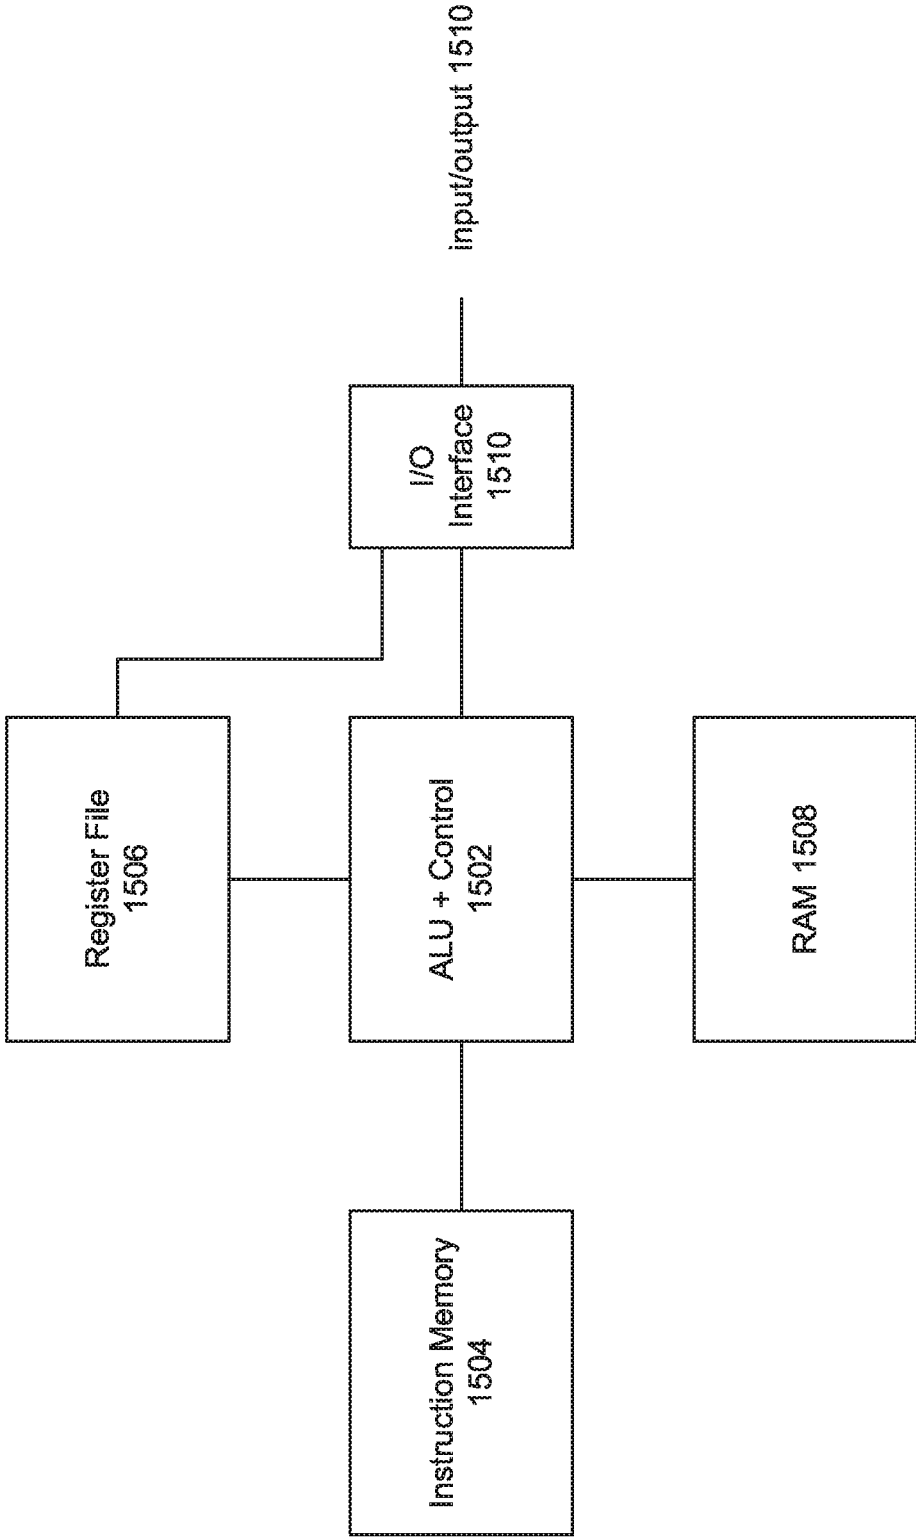 Register File
1506
Instruction Memory
1504
ALU + Control
1502
I/O
Interface
1510
input/output 1510
RAM 1508